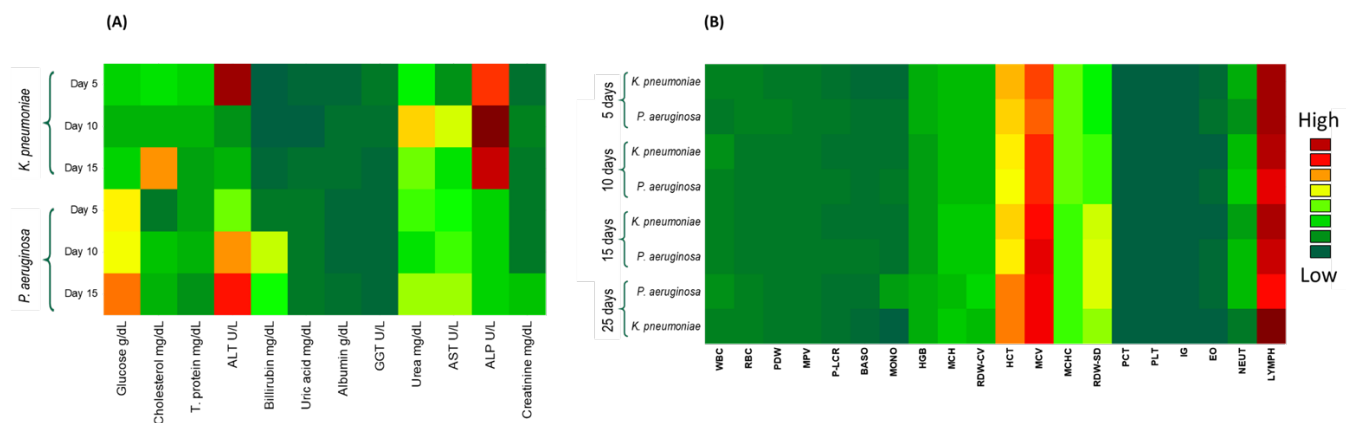 (A)
(B)
K. pneumoniae
P. aeruginosa
Day 5
Day 10
Day 15
Day 5
Day 10
Day 15
Glucose g/dL
Cholesterol mg/dL
T. protein mg/dL
ALT U/L
Billirubin mg/dL
Uric acid mg/dL
Albumin g/dL
GGT U/L
Urea mg/dL
AST U/L
ALP U/L
Creatinine mg/dL
5 days
10 days
15 days
25 days
K. pneumoniae
P. aeruginosa
K. pneumoniae
P. aeruginosa
K. pneumoniae
P. aeruginosa
P. aeruginosa
K. pneumoniae
WBC
RBC
PDW
MPV
P-LCR
BASO
MONO
HGB
MCH
RDW-CV
HCT
MCV
MCHC
RDW-SD
PCT
PLT
IG
EO
NEUT
LYMPH
High
Low